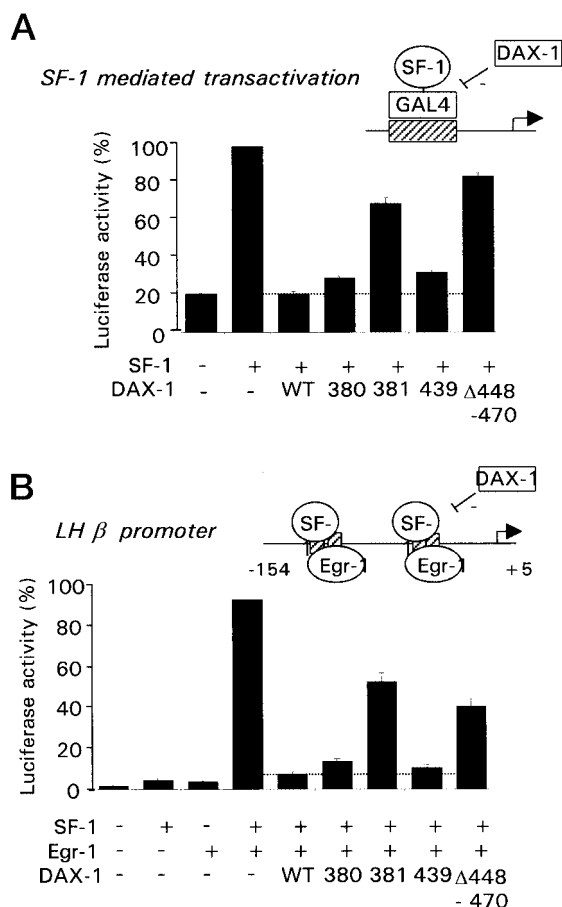 A
SF-1 mediated transactivation
SF-1
DAX-1
-
GAL4
Luciferase activity (%)
100
80
60
40
20
0
SF-1 - + + + + + +
DAX-1 - - WT 380 381 439 Δ448
-470
B
LH β promoter
DAX-1
-
SF- SF-
Egr-1 Egr-1
-154 +5
Luciferase activity (%)
100
80
60
40
20
0
SF-1 - + - + + + + + +
Egr-1 - - + + + + + + +
DAX-1 - - - - WT 380 381 439 Δ448
- 470